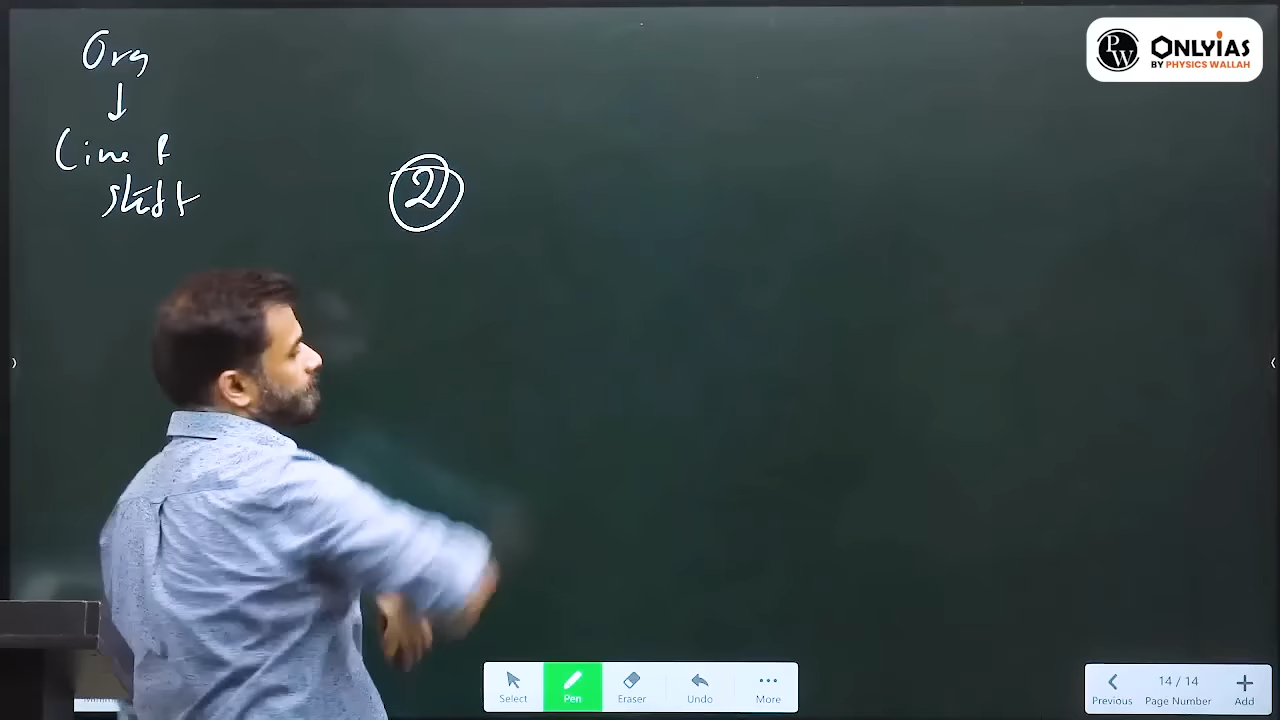 Org
↓
Line &
staff
2
PW
ONLYIAS
BY PHYSICS WALLAH
Select
Pen
Eraser
Undo
More
14 / 14
Previous
Page Number
Add